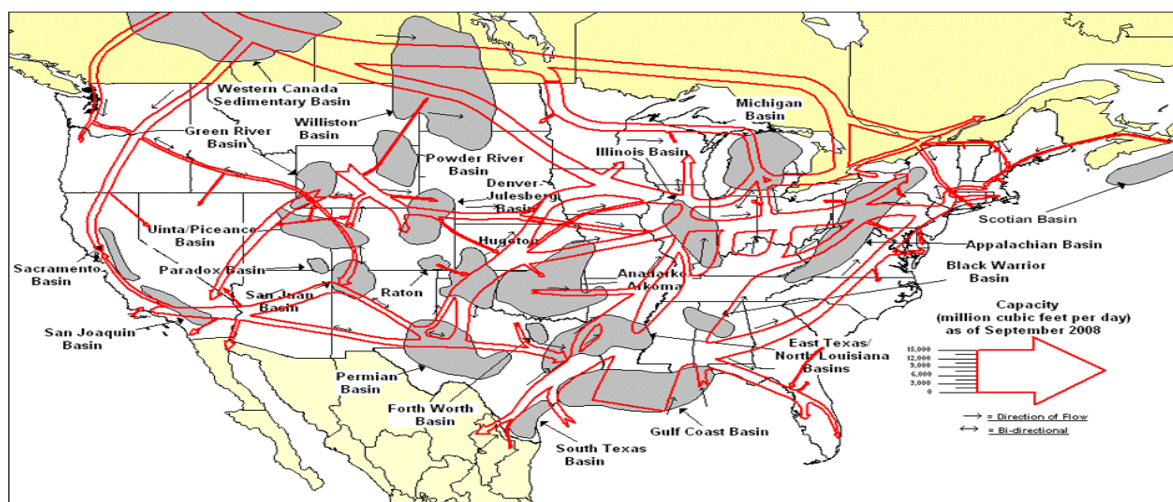 Western Canada
Sedimentary Basin
Williston
Basin
Michigan
Basin
Green River
Basin
Illinois Basin
Powder River
Basin
Denver-
Julesberg
Basin
Scotian Basin
Uinta/Piceance
Basin
Hugoton
Appalachian Basin
Sacramento
Basin
Paradox Basin
San Juan
Basin
Raton
Anadarko
Arkoma
Black Warrior
Basin
San Joaquin
Basin
Capacity
(million cubic feet per day)
as of September 2008
15,000
12,000
9,000
6,000
3,000
0
East Texas/
North Louisiana
Basins
Permian
Basin
Forth Worth
Basin
Gulf Coast Basin
South Texas
Basin
= Direction of Flow
= Bi-directional